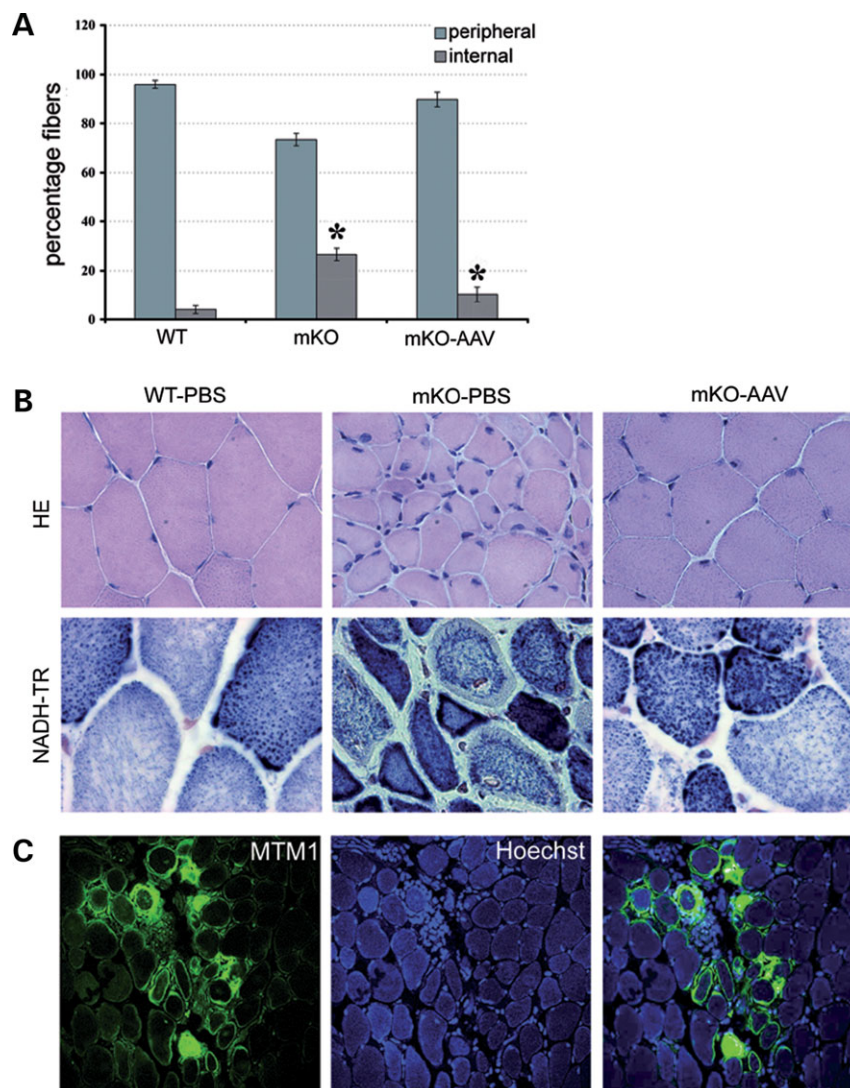 A
percentage fibers
120
100
80
60
40
20
0
peripheral
internal
*
*
WT
mKO
mKO-AAV
B
WT-PBS
mKO-PBS
mKO-AAV
HE
NADH-TR
C
MTM1
Hoechst